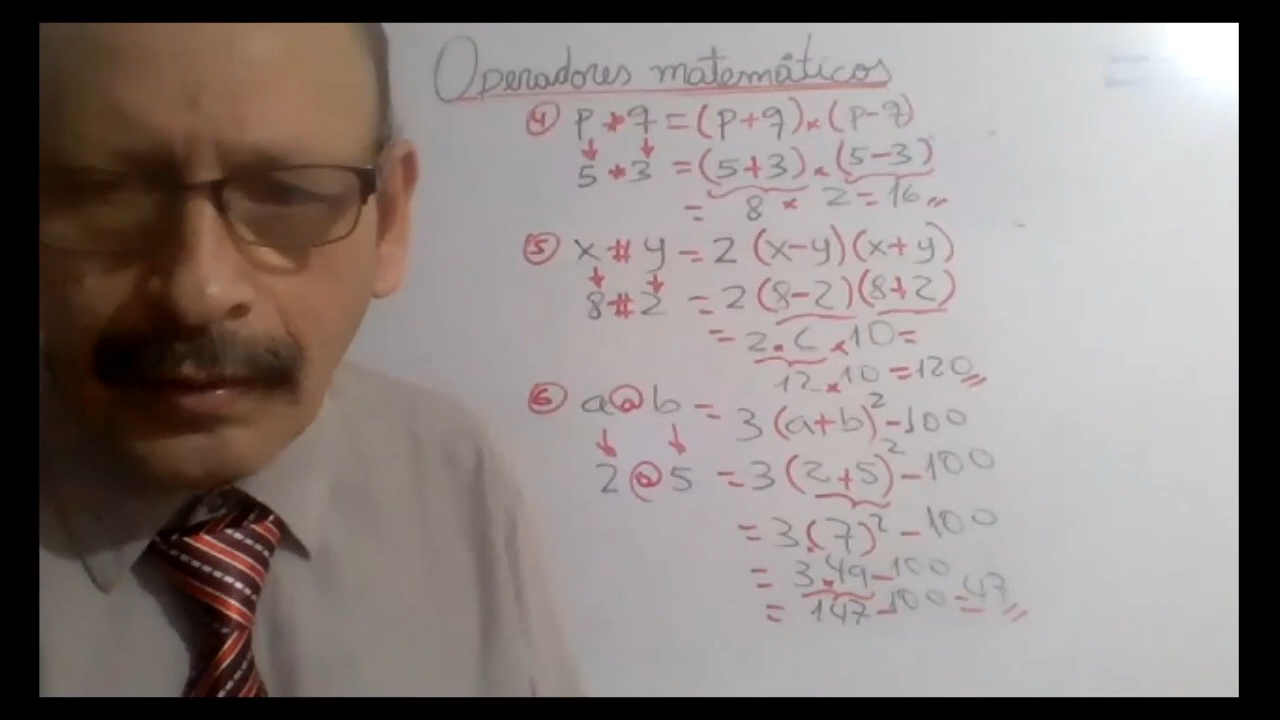 Operadores matemáticos
4 p * q = (p+q) × (p-q)
5 * 3 = (5+3) × (5-3)
= 8 × 2 = 16
5 x # y = 2 (x-y)(x+y)
8 # 2 = 2 (8-2)(8+2)
= 2 . 6 × 10 =
12 × 10 = 120
6 a @ b = 3 (a+b)² - 100
2 @ 5 = 3 (2+5)² - 100
= 3.(7)² - 100
= 3 × 49 - 100
= 147 - 100 = 47